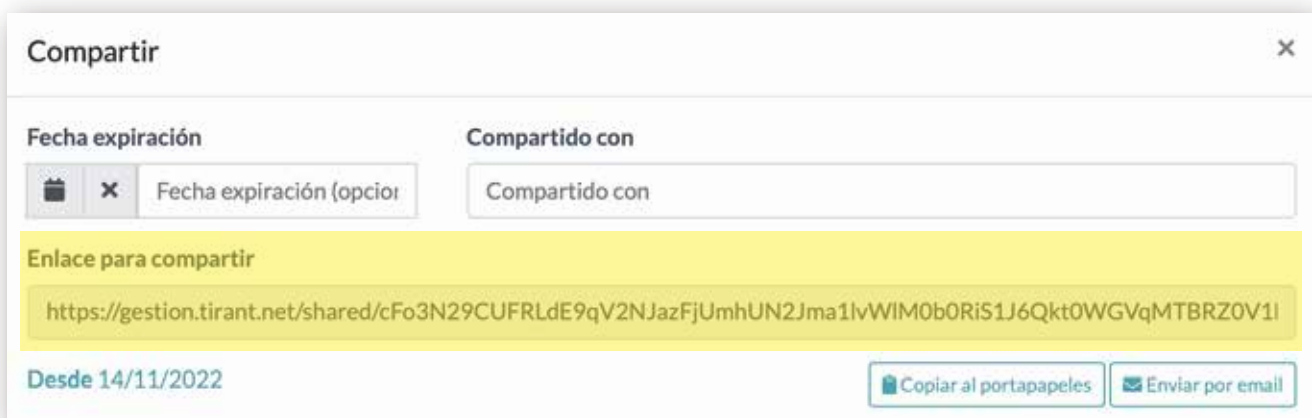 Compartir
Fecha expiración
Compartido con
Fecha expiración (opcior
Compartido con
Enlace para compartir
https://gestion.tirant.net/shared/cFo3N29CUFRLdE9qV2NJazFjUmhUN2Jma1lvWlM0b0RiS1J6Qkt0WGVqMTBRZ0V1l
Desde 14/11/2022
Copiar al portapapeles
Enviar por email